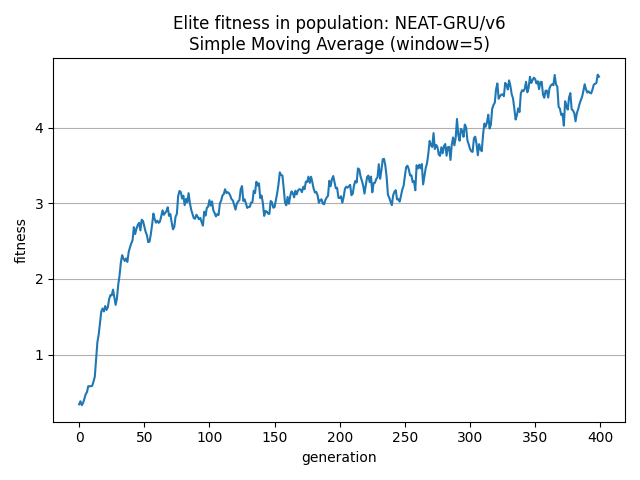 Elite fitness in population: NEAT-GRU/v6
Simple Moving Average (window=5)
fitness
4
3
2
1
0 50 100 150 200 250 300 350 400
generation